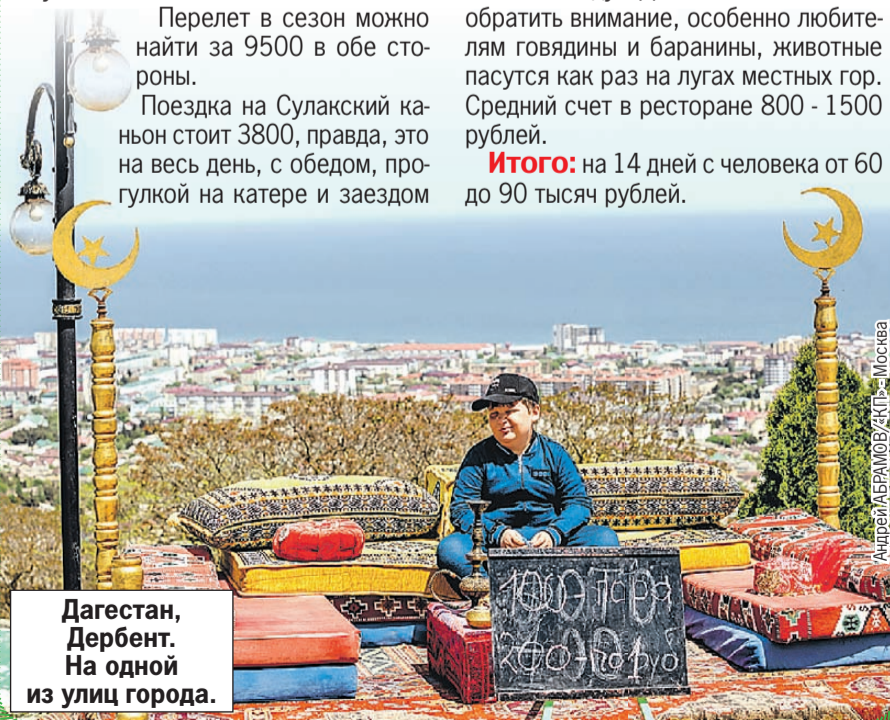 Перелет в сезон можно
найти за 9500 в обе сто-
роны.
Поездка на Сулакский ка-
ньон стоит 3800, правда, это
на весь день, с обедом, про-
гулкой на катере и заездом
обратить внимание, особенно любите-
лям говядины и баранины, животные
пасутся как раз на лугах местных гор.
Средний счет в ресторане 800 - 1500
рублей.
Итого: на 14 дней с человека от 60
до 90 тысяч рублей.
Андрей АБРАМОВ/«КП» - Москва
Дагестан,
Дербент.
На одной
из улиц города.